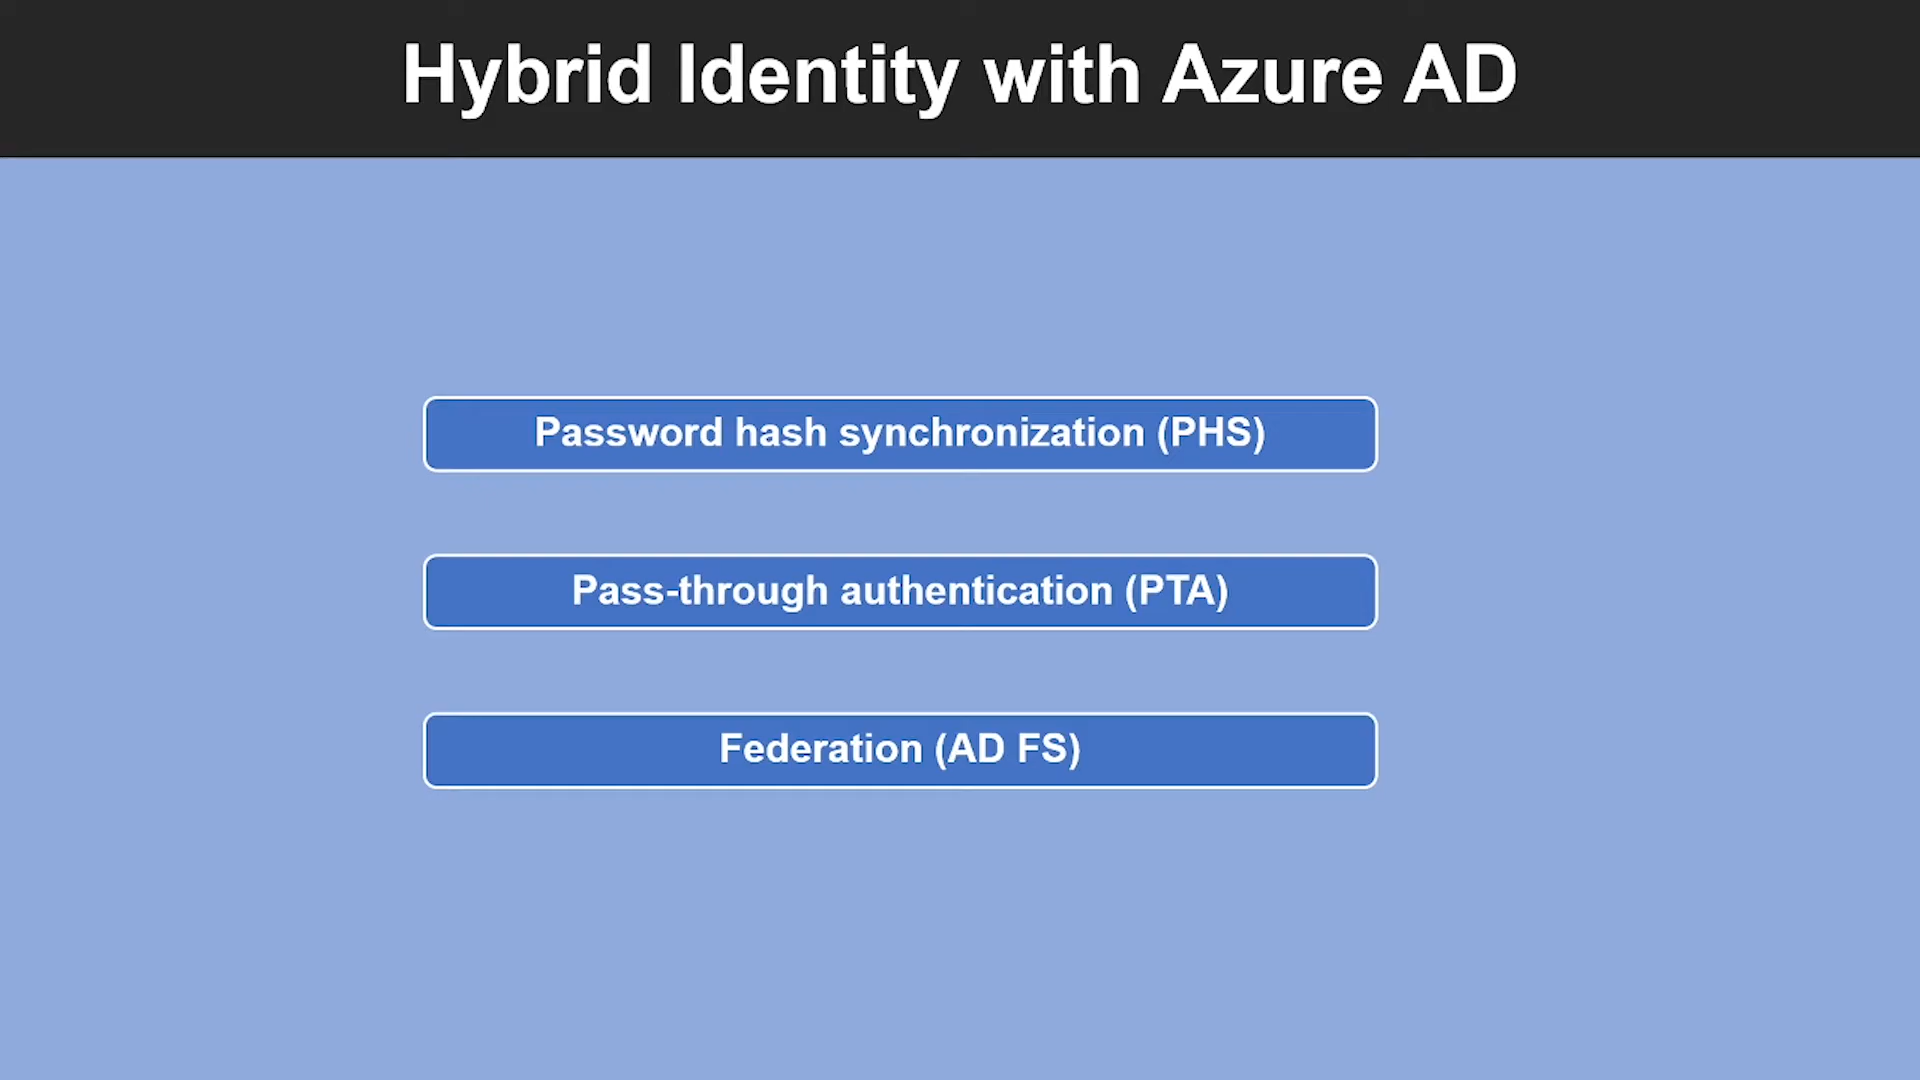 Hybrid Identity with Azure AD
Password hash synchronization (PHS)
Pass-through authentication (PTA)
Federation (AD FS)